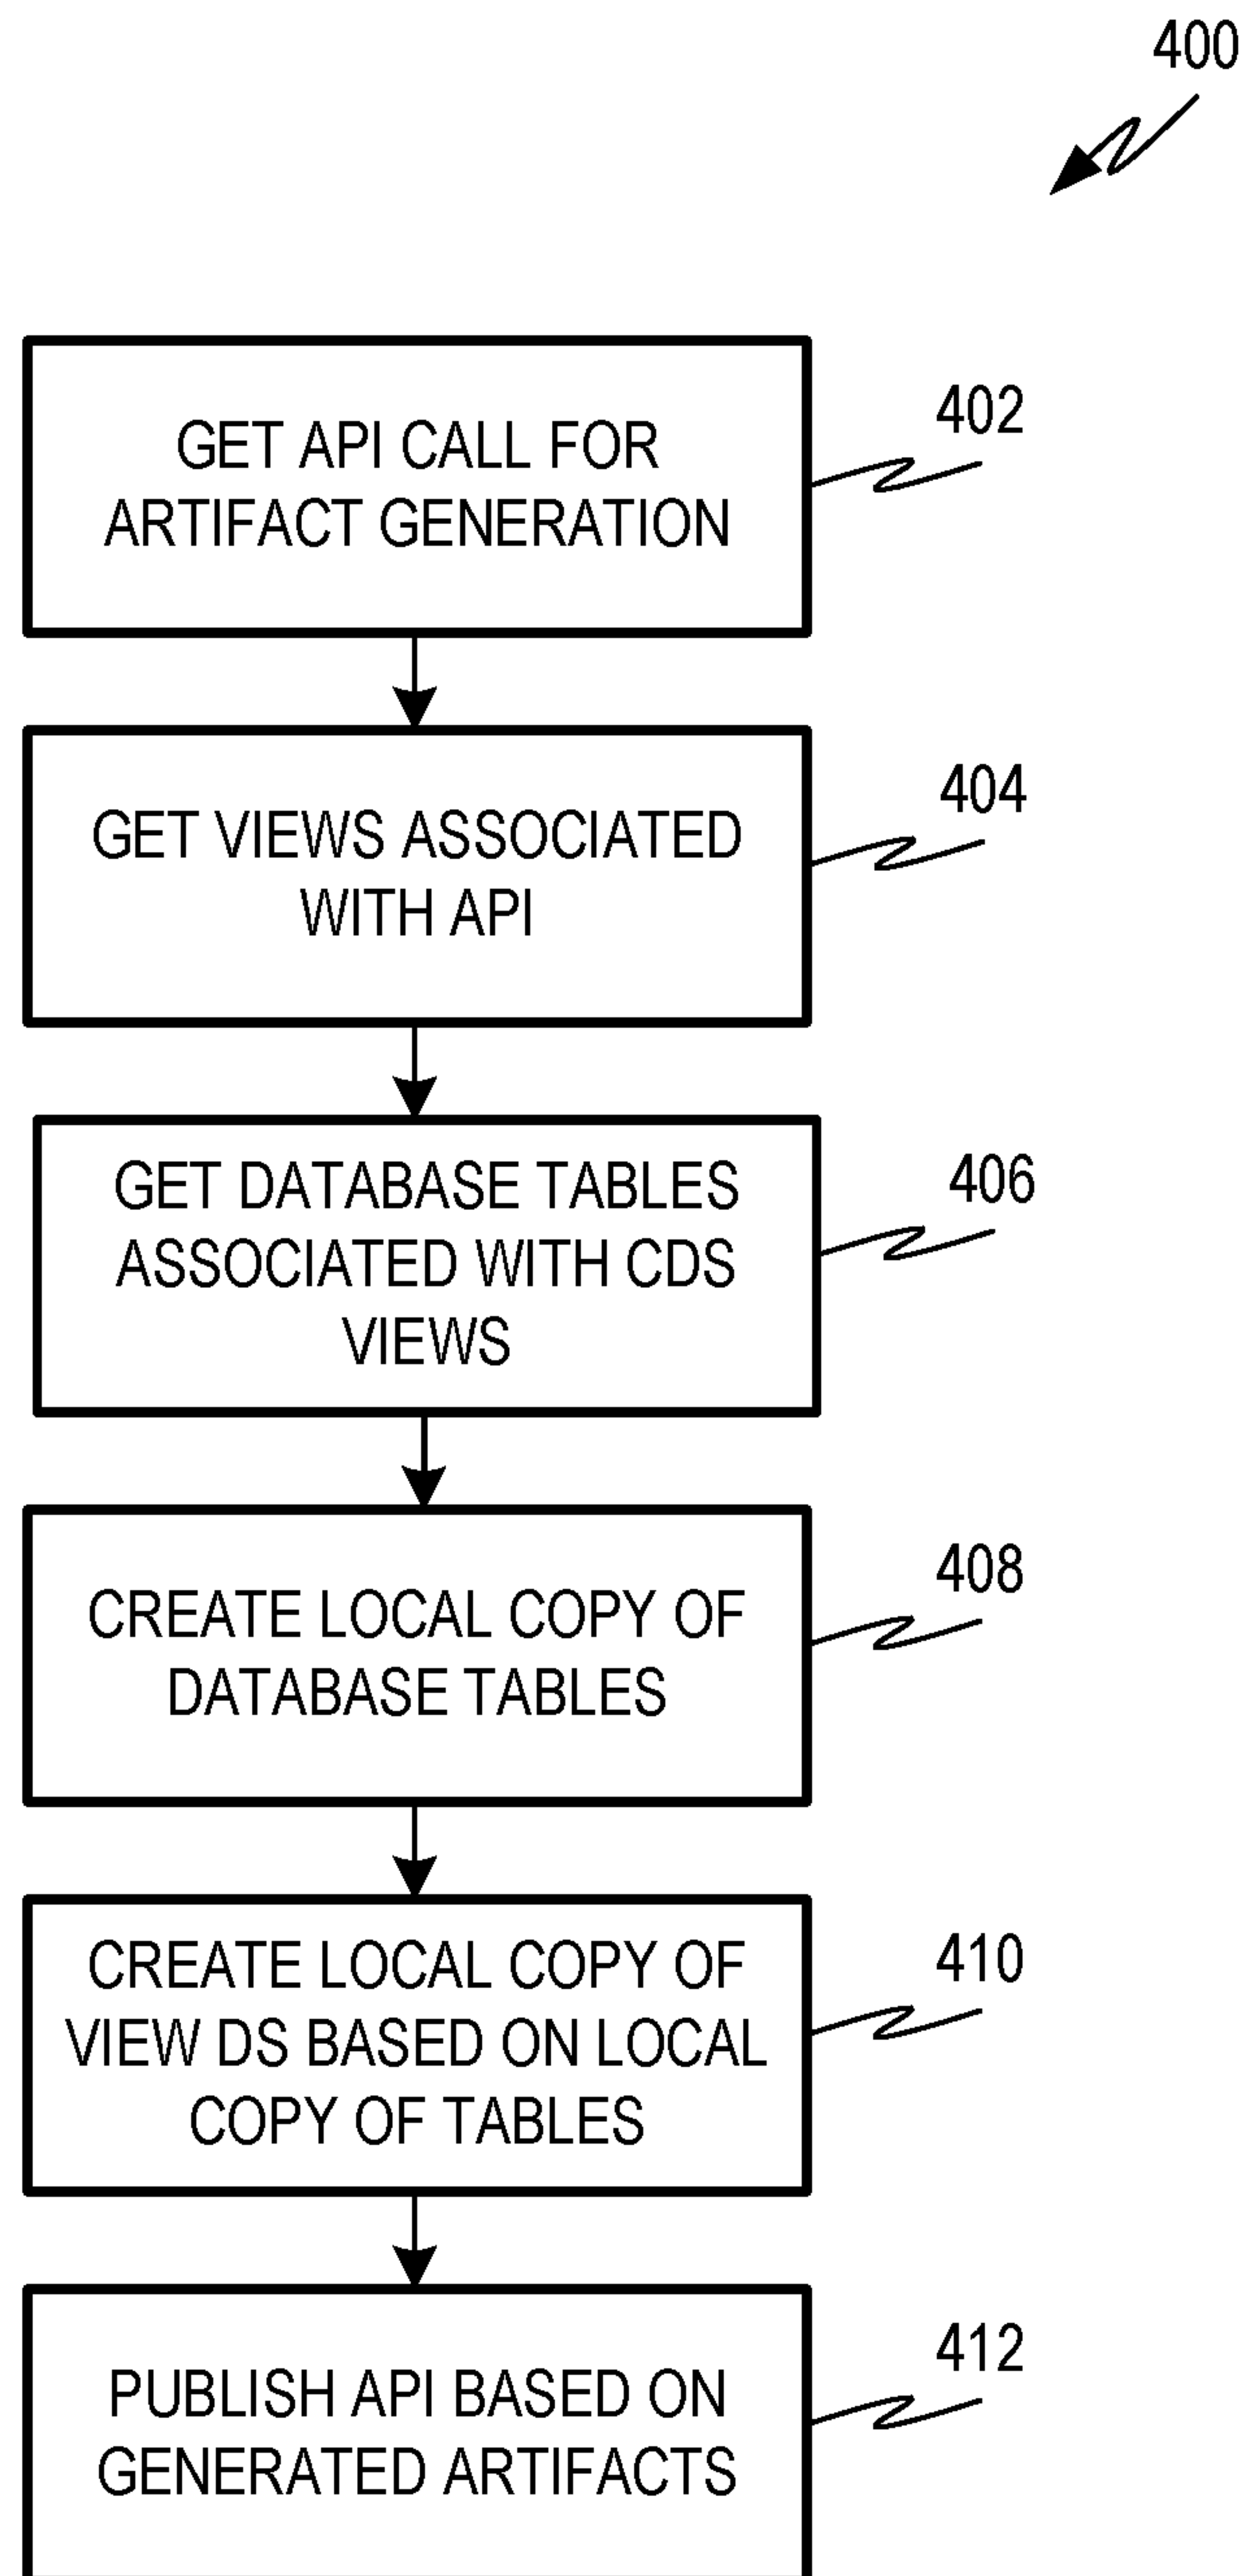 400
GET API CALL FOR
ARTIFACT GENERATION
402
GET VIEWS ASSOCIATED
WITH API
404
GET DATABASE TABLES
ASSOCIATED WITH CDS
VIEWS
406
CREATE LOCAL COPY OF
DATABASE TABLES
408
CREATE LOCAL COPY OF
VIEW DS BASED ON LOCAL
COPY OF TABLES
410
PUBLISH API BASED ON
GENERATED ARTIFACTS
412